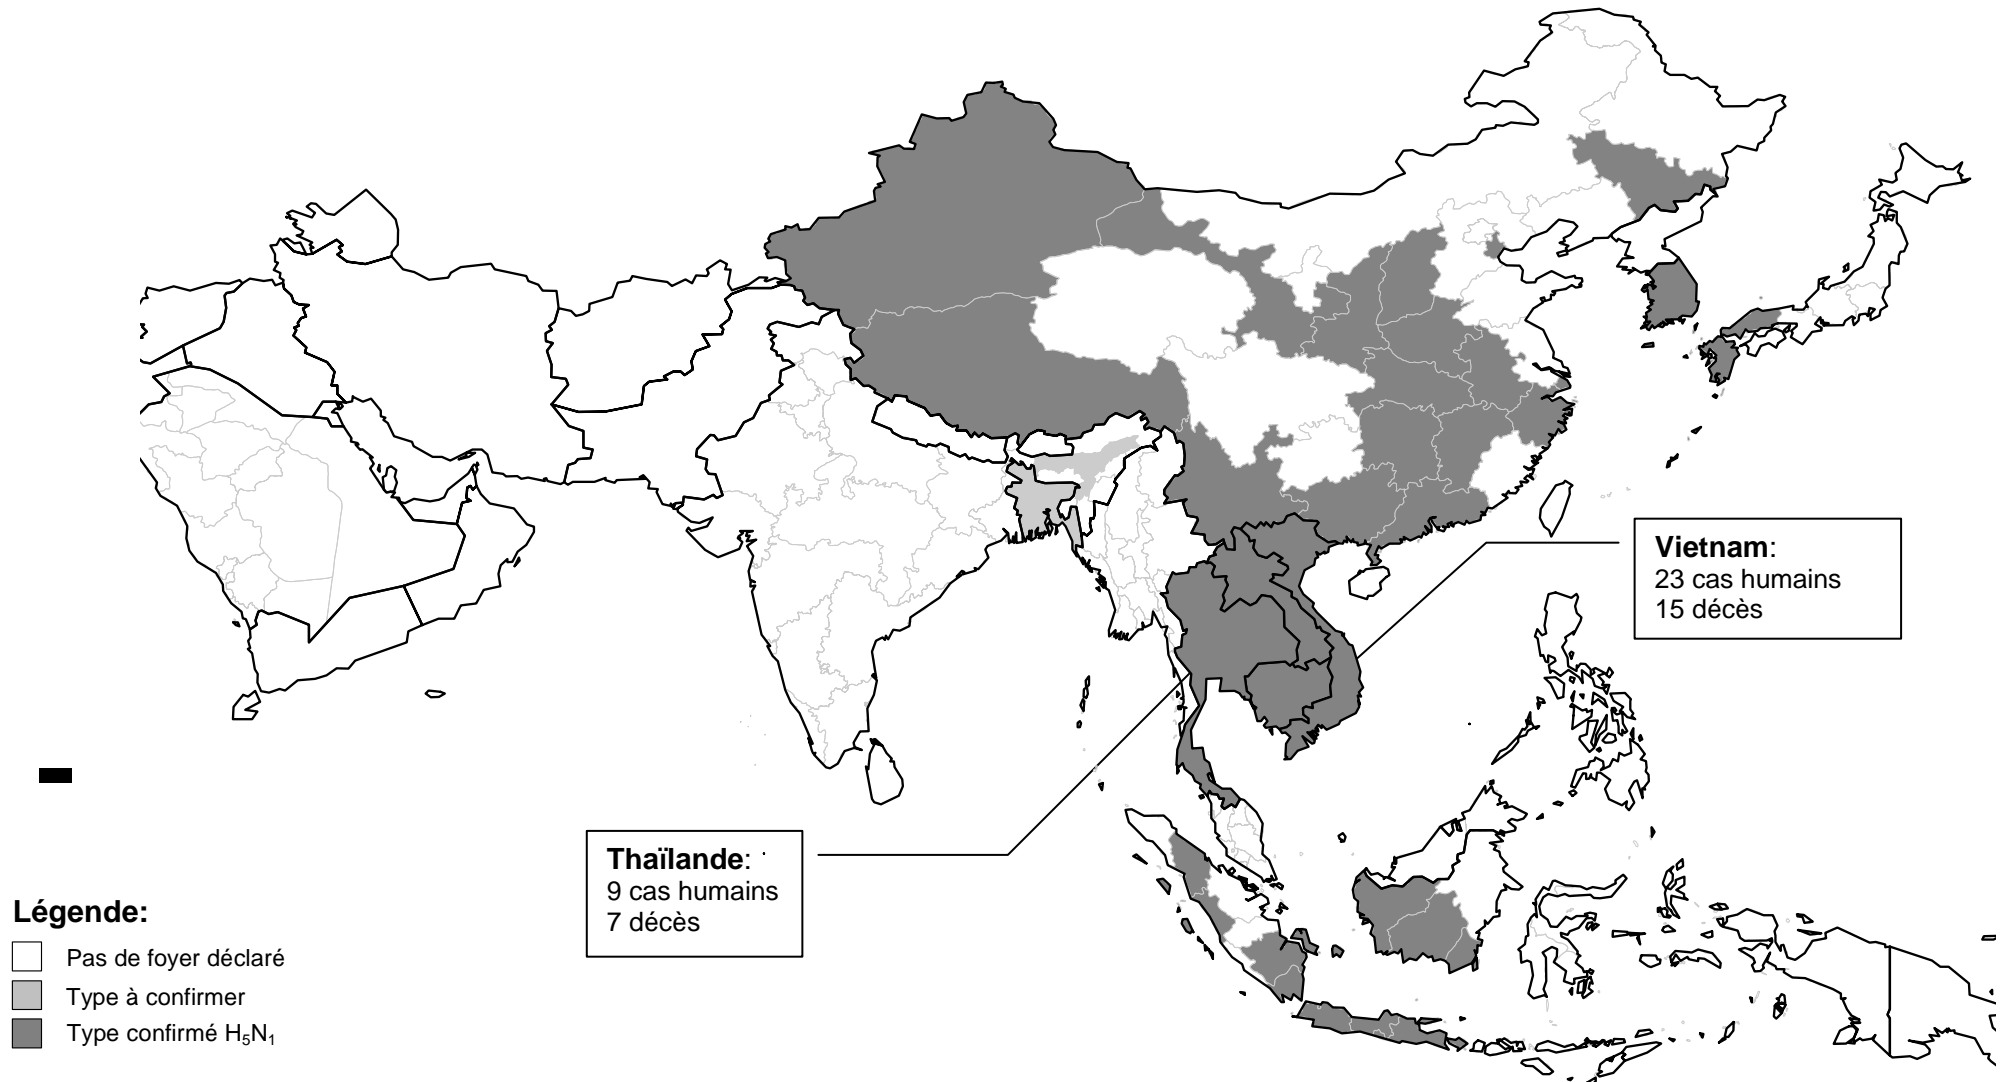 Vietnam:
23 cas humains
15 décès
Thaïlande:
9 cas humains
7 décès
Légende:
Pas de foyer déclaré
Type à confirmer
Type confirmé H₅N₁